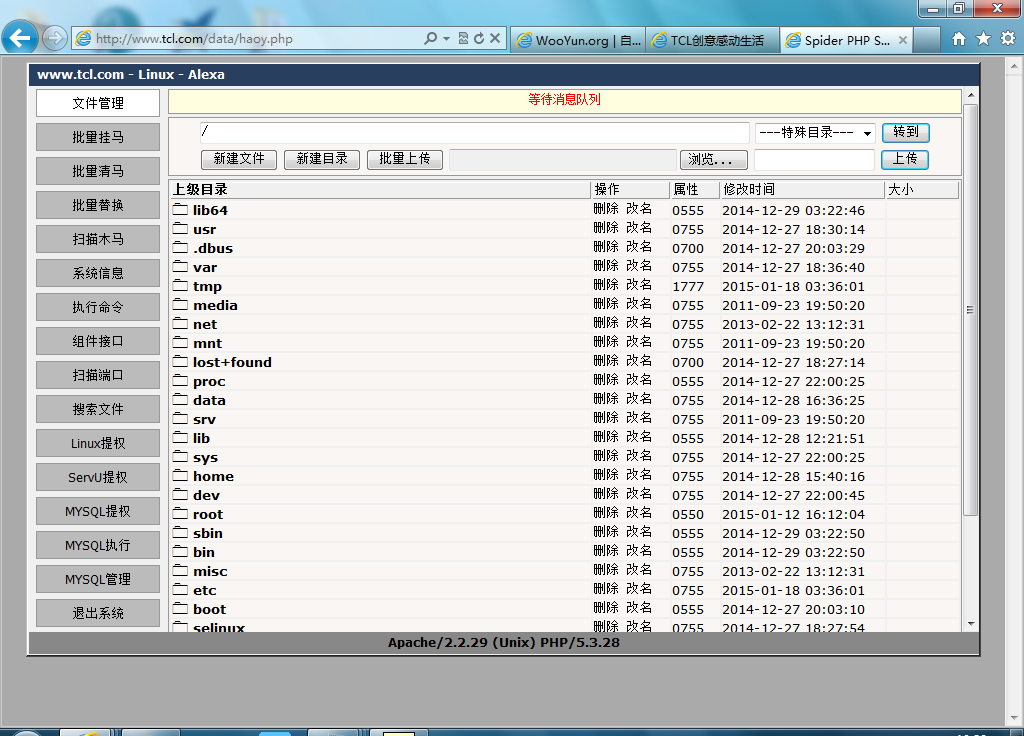 http://www.tcl.com/data/haoy.php
WooYun.org | 自...
TCL创意感动生活
Spider PHP S...
www.tcl.com - Linux - Alexa
文件管理
批量挂马
批量清马
批量替换
扫描木马
系统信息
执行命令
组件接口
扫描端口
搜索文件
Linux提权
ServU提权
MYSQL提权
MYSQL执行
MYSQL管理
退出系统
等待消息队列
/ ---特殊目录--- 转到
新建文件 新建目录 批量上传 浏览... 上传
上级目录 操作 属性 修改时间 大小
lib64 删除 改名 0555 2014-12-29 03:22:46
usr 删除 改名 0755 2014-12-27 18:30:14
.dbus 删除 改名 0700 2014-12-27 20:03:29
var 删除 改名 0755 2014-12-27 18:36:40
tmp 删除 改名 1777 2015-01-18 03:36:01
media 删除 改名 0755 2011-09-23 19:50:20
net 删除 改名 0755 2013-02-22 13:12:31
mnt 删除 改名 0755 2011-09-23 19:50:20
lost+found 删除 改名 0700 2014-12-27 18:27:14
proc 删除 改名 0555 2014-12-27 22:00:25
data 删除 改名 0755 2014-12-28 16:36:25
srv 删除 改名 0755 2011-09-23 19:50:20
lib 删除 改名 0555 2014-12-28 12:21:51
sys 删除 改名 0755 2014-12-27 22:00:25
home 删除 改名 0755 2014-12-28 15:40:16
dev 删除 改名 0755 2014-12-27 22:00:45
root 删除 改名 0550 2015-01-12 16:12:04
sbin 删除 改名 0555 2014-12-29 03:22:50
bin 删除 改名 0555 2014-12-29 03:22:50
misc 删除 改名 0755 2013-02-22 13:12:31
etc 删除 改名 0755 2015-01-18 03:36:01
boot 删除 改名 0555 2014-12-27 20:03:10
selinux 删除 改名 0755 2014-12-27 18:27:54
Apache/2.2.29 (Unix) PHP/5.3.28